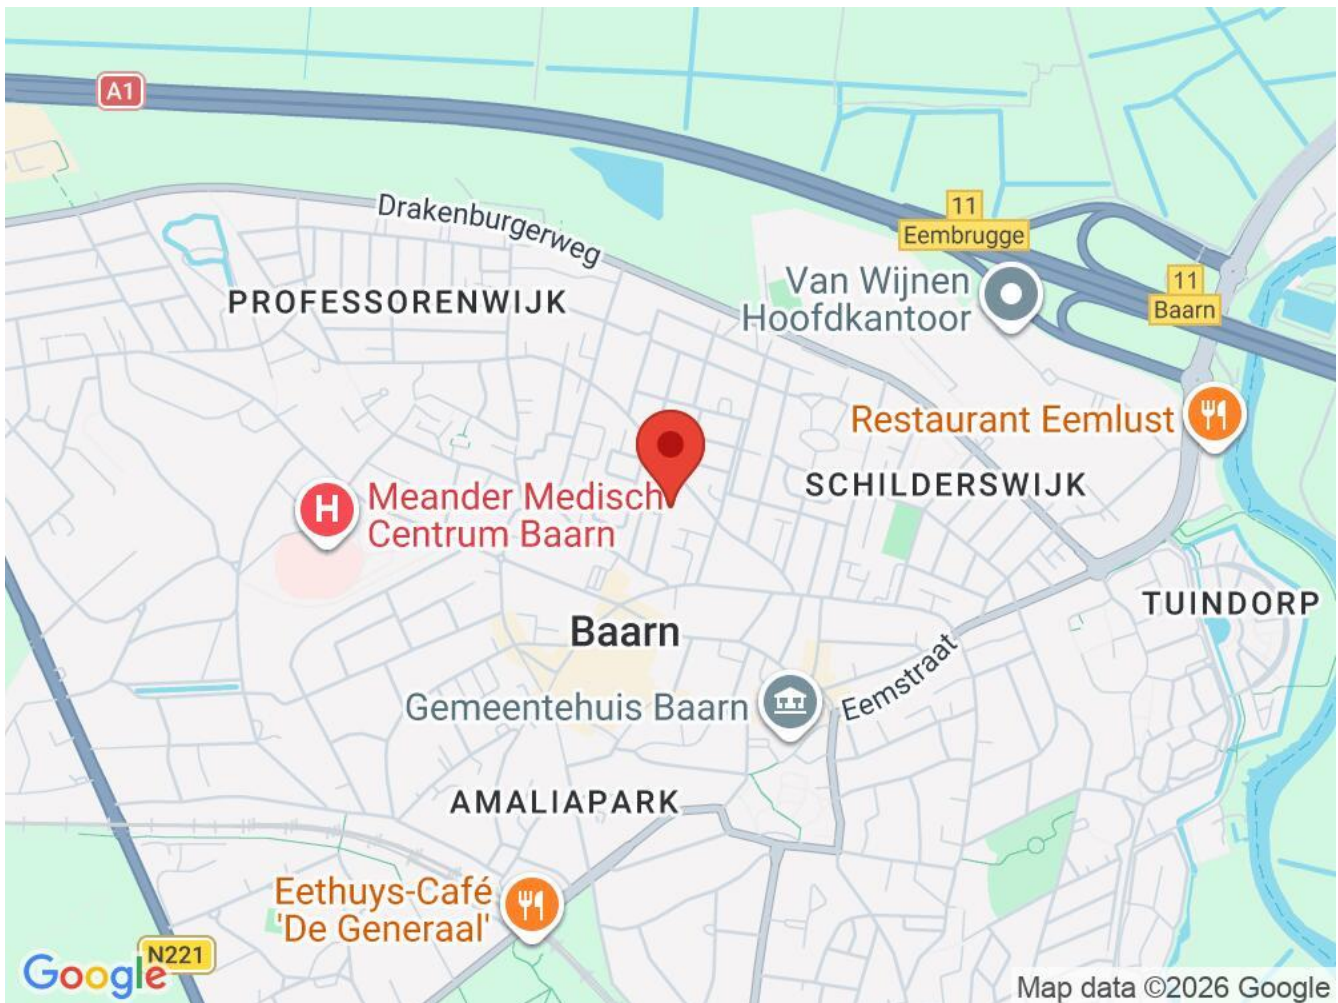 A1
Drakenburgerweg
11
Eembrugge
11
Baarn
Van Wijnen
Hoofdkantoor
PROFESSORENWIJK
Restaurant Eemlust
SCHILDERSWIJK
H
Meander Medisch
Centrum Baarn
TUINDORP
Baarn
Eemstraat
Gemeentehuis Baarn
AMALIAPARK
Eethuys-Café
'De Generaal'
N221
Google
Map data ©2026 Google